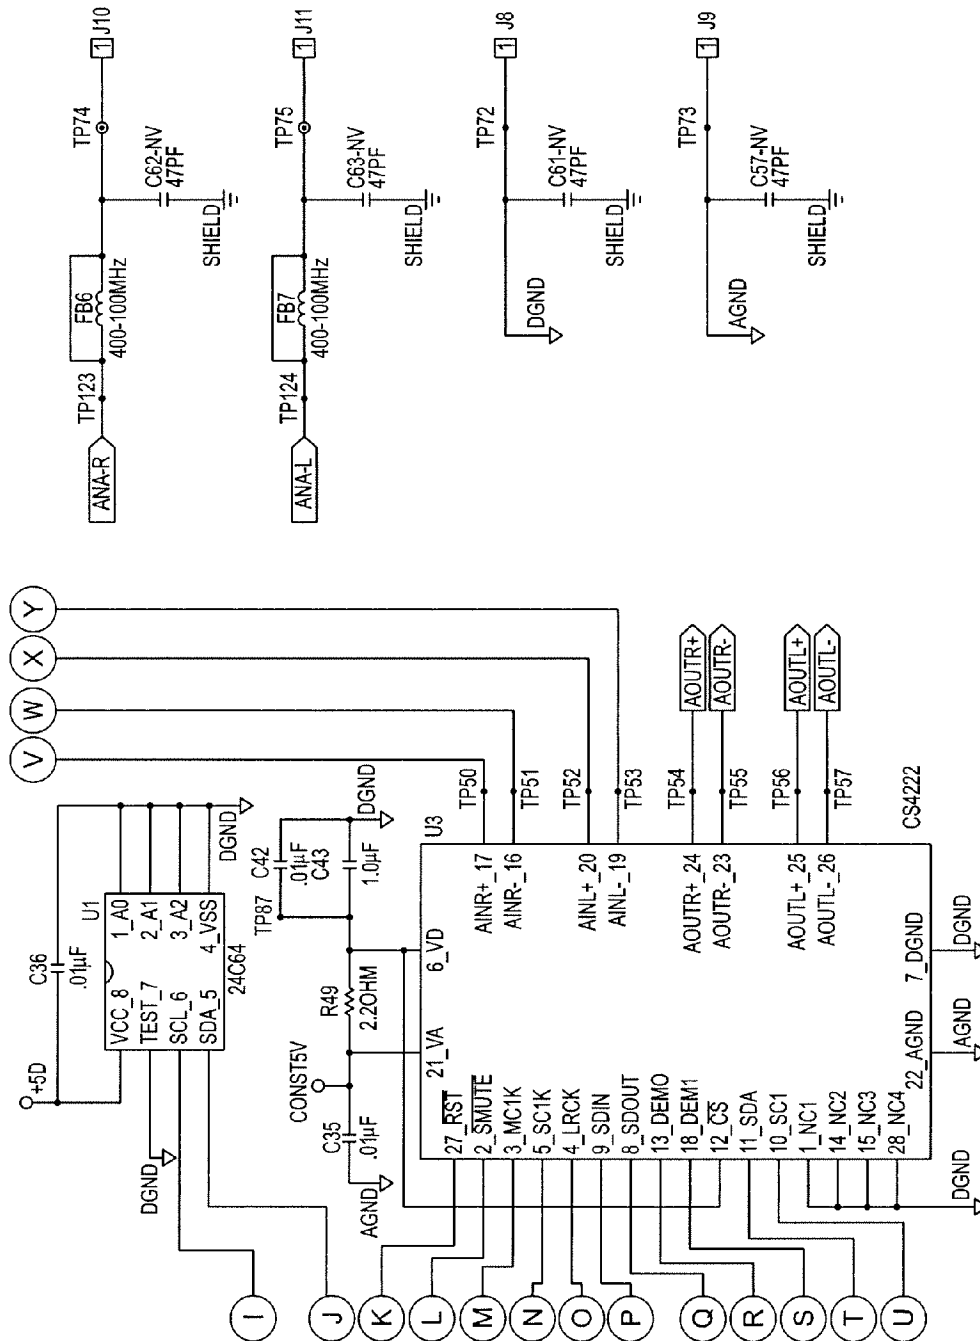 I
J
K
L
M
N
O
P
Q
R
S
T
U
+5D
C36
.01µF
U1
VCC_8
TEST_7
SCL_6
SDA_5
1_A0
2_A1
3_A2
4_VSS
24C64
DGND
DGND
V
W
X
Y
CONST5V
C35
.01µF
AGND
R49
2.2OHM
TP87
C42
.01µF
C43
1.0µF
DGND
U3
21_VA
6_VD
27_RST
2_SMUTE
3_MC1K
5_SC1K
4_LRCK
9_SDIN
8_SDOUT
13_DEMO
18_DEM1
12_CS
11_SDA
10_SC1
1_NC1
14_NC2
15_NC3
28_NC4
DGND
AINR+_17
AINR-_16
AINL+_20
AINL-_19
AOUTR+_24
AOUTR-_23
AOUTL+_25
AOUTL-_26
22_AGND
7_DGND
AGND
DGND
TP50
TP51
TP52
TP53
TP54
TP55
TP56
TP57
AOUTR+
AOUTR-
AOUTL+
AOUTL-
CS4222
ANA-R
TP123
FB6
400-100MHz
C62-NV
47PF
SHIELD
TP74
1
J10
ANA-L
TP124
FB7
400-100MHz
C63-NV
47PF
SHIELD
TP75
1
J11
DGND
C61-NV
47PF
SHIELD
TP72
1
J8
AGND
C57-NV
47PF
SHIELD
TP73
1
J9